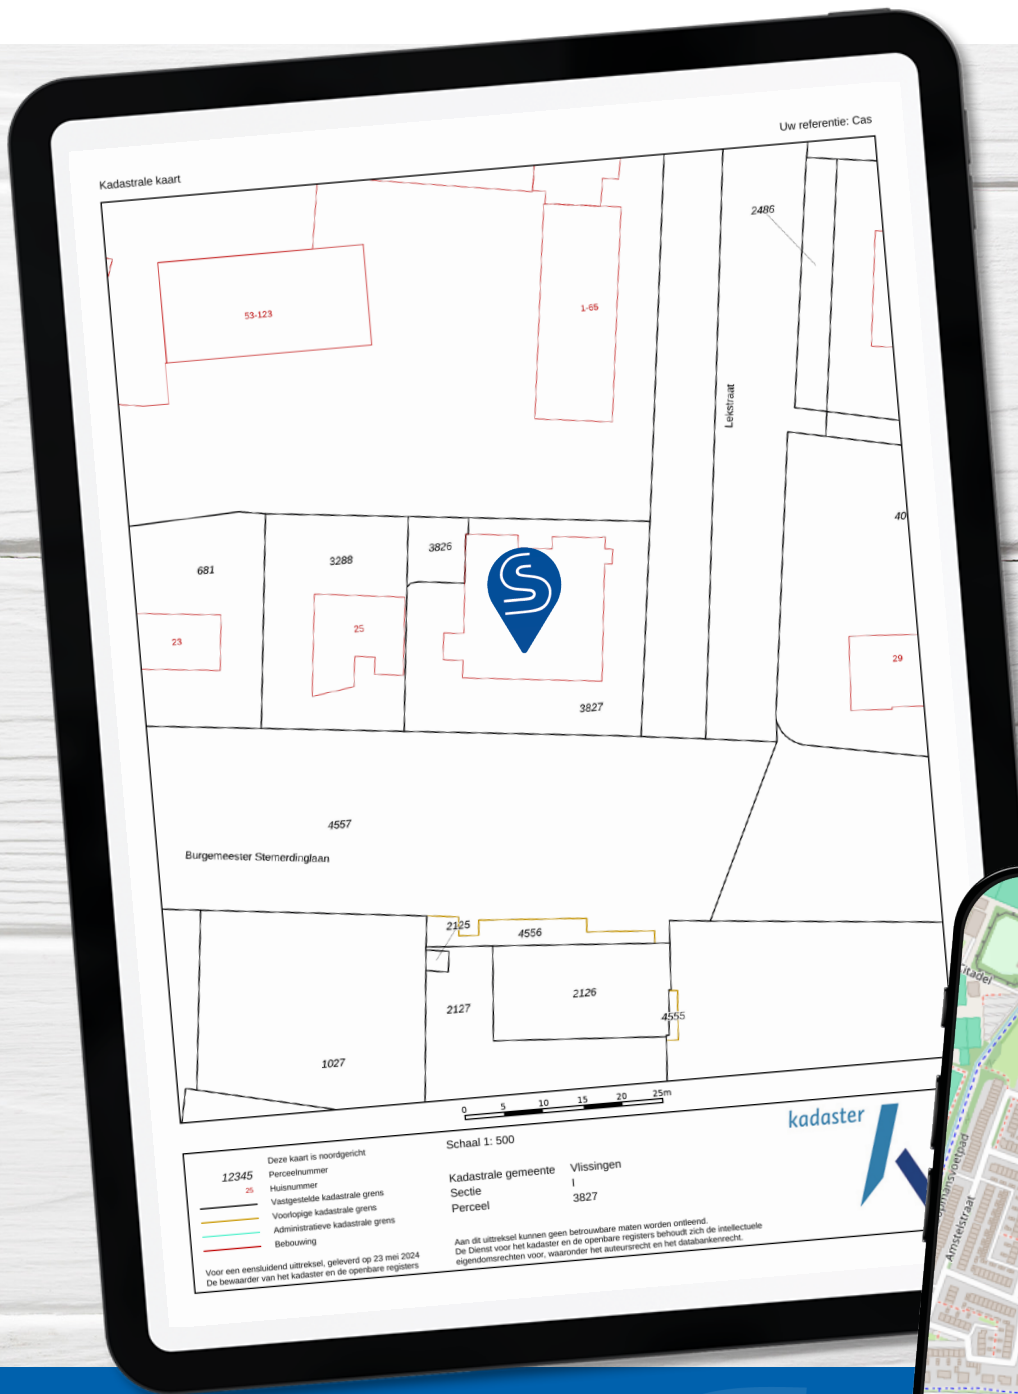 Kadastrale kaart
Uw referentie: Cas
2486
53-123
1-65
Lekstraat
40
681
3288
3826
23
25
29
3827
4557
Burgemeester Stemerdinglaan
2125
4556
2126
2127
4555
1027
0 5 10 15 20 25m
Schaal 1: 500
12345
25
Deze kaart is noordgericht
Perceelnummer
Huisnummer
Vastgestelde kadastrale grens
Voorlopige kadastrale grens
Administratieve kadastrale grens
Bebouwing
Voor een eensluidend uittreksel, geleverd op 23 mei 2024
De bewaarder van het kadaster en de openbare registers
Kadastrale gemeente Vlissingen
Sectie I
Perceel 3827
Aan dit uittreksel kunnen geen betrouwbare maten worden ontleend.
De Dienst voor het kadaster en de openbare registers behoudt zich de intellectuele
eigendomsrechten voor, waaronder het auteursrecht en het databankenrecht.
kadaster
Citadel
Amstelstraat